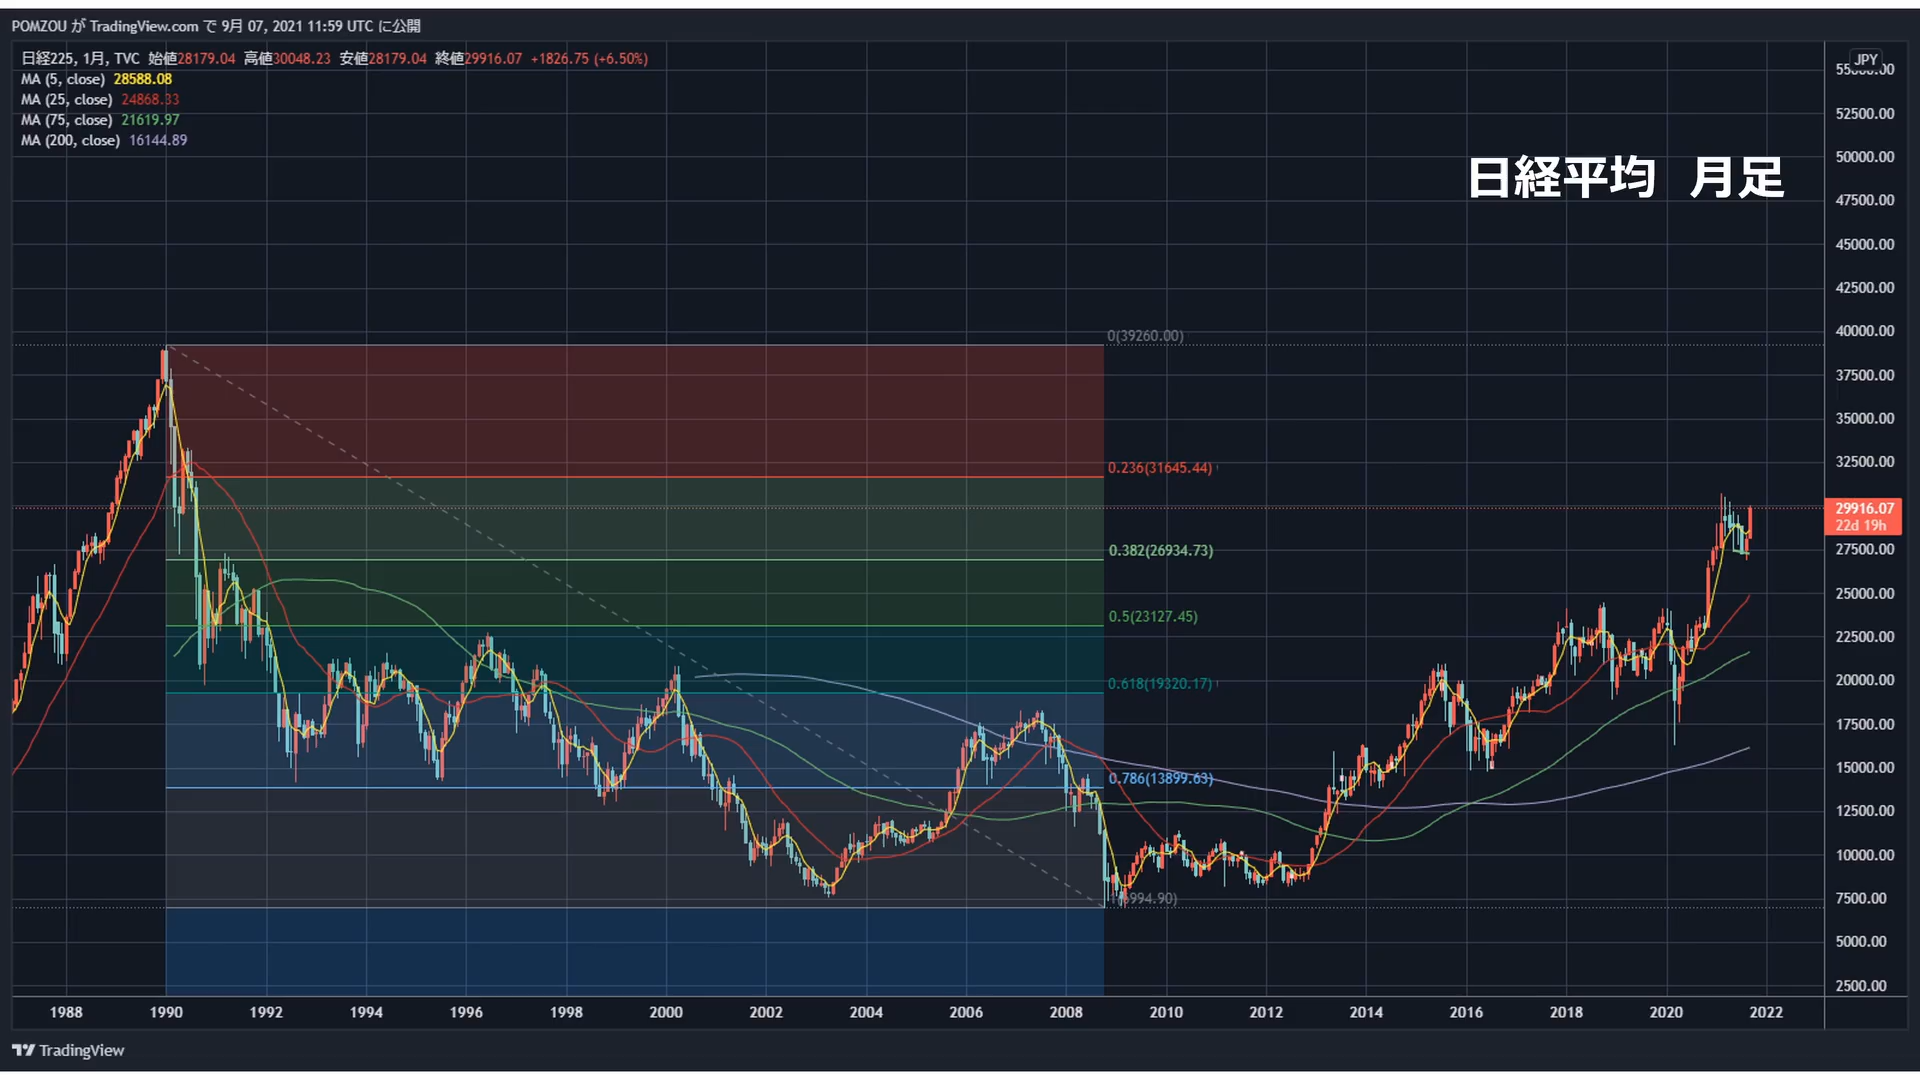 POMZOU が TradingView.com で 9月 07, 2021 11:59 UTC に公開
日経225, 1月, TVC 始値28179.04 高値30048.23 安値28179.04 終値29916.07 +1826.75 (+6.50%)
MA (5, close) 28588.08
MA (25, close) 24868.33
MA (75, close) 21619.97
MA (200, close) 16144.89
JPY
52500.00
50000.00
日経平均 月足
47500.00
45000.00
42500.00
40000.00
0(39260.00)
37500.00
35000.00
32500.00
0.236(31645.44)
29916.07
22d 19h
27500.00
0.382(26934.73)
25000.00
0.5(23127.45)
22500.00
20000.00
0.618(19320.17)
17500.00
15000.00
0.786(13899.63)
12500.00
10000.00
7500.00
5000.00
2500.00
1988 1990 1992 1994 1996 1998 2000 2002 2004 2006 2008 2010 2012 2014 2016 2018 2020 2022
TradingView